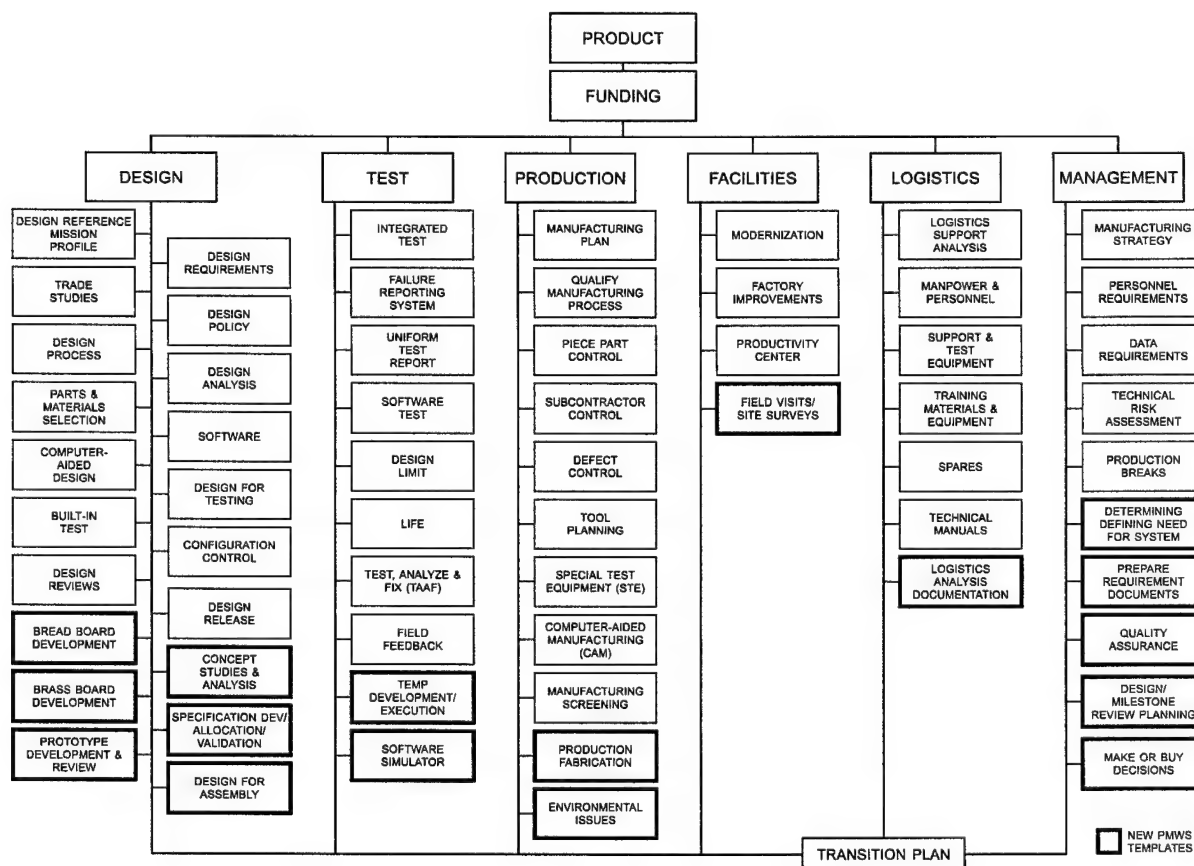 PRODUCT
FUNDING
DESIGN
TEST
PRODUCTION
FACILITIES
LOGISTICS
MANAGEMENT
DESIGN REFERENCE
MISSION
PROFILE
TRADE
STUDIES
DESIGN
PROCESS
PARTS &
MATERIALS
SELECTION
COMPUTER-
AIDED
DESIGN
BUILT-IN
TEST
DESIGN
REVIEWS
BREAD BOARD
DEVELOPMENT
BRASS BOARD
DEVELOPMENT
PROTOTYPE
DEVELOPMENT &
REVIEW
DESIGN
REQUIREMENTS
DESIGN
POLICY
DESIGN
ANALYSIS
SOFTWARE
DESIGN FOR
TESTING
CONFIGURATION
CONTROL
DESIGN
RELEASE
CONCEPT
STUDIES &
ANALYSIS
SPECIFICATION DEV/
ALLOCATION/
VALIDATION
DESIGN FOR
ASSEMBLY
INTEGRATED
TEST
FAILURE
REPORTING
SYSTEM
UNIFORM
TEST
REPORT
SOFTWARE
TEST
DESIGN
LIMIT
LIFE
TEST, ANALYZE &
FIX (TAAF)
FIELD
FEEDBACK
TEMP
DEVELOPMENT/
EXECUTION
SOFTWARE
SIMULATOR
MANUFACTURING
PLAN
QUALIFY
MANUFACTURING
PROCESS
PIECE PART
CONTROL
SUBCONTRACTOR
CONTROL
DEFECT
CONTROL
TOOL
PLANNING
SPECIAL TEST
EQUIPMENT (STE)
COMPUTER-AIDED
MANUFACTURING
(CAM)
MANUFACTURING
SCREENING
PRODUCTION
FABRICATION
ENVIRONMENTAL
ISSUES
MODERNIZATION
FACTORY
IMPROVEMENTS
PRODUCTIVITY
CENTER
FIELD VISITS/
SITE SURVEYS
LOGISTICS
SUPPORT
ANALYSIS
MANPOWER &
PERSONNEL
SUPPORT &
TEST
EQUIPMENT
TRAINING
MATERIALS &
EQUIPMENT
SPARES
TECHNICAL
MANUALS
LOGISTICS
ANALYSIS
DOCUMENTATION
MANUFACTURING
STRATEGY
PERSONNEL
REQUIREMENTS
DATA
REQUIREMENTS
TECHNICAL
RISK
ASSESSMENT
PRODUCTION
BREAKS
DETERMINING
DEFINING NEED
FOR SYSTEM
PREPARE
REQUIREMENT
DOCUMENTS
QUALITY
ASSURANCE
DESIGN/
MILESTONE
REVIEW PLANNING
MAKE OR BUY
DECISIONS
TRANSITION PLAN
NEW PMWS
TEMPLATES